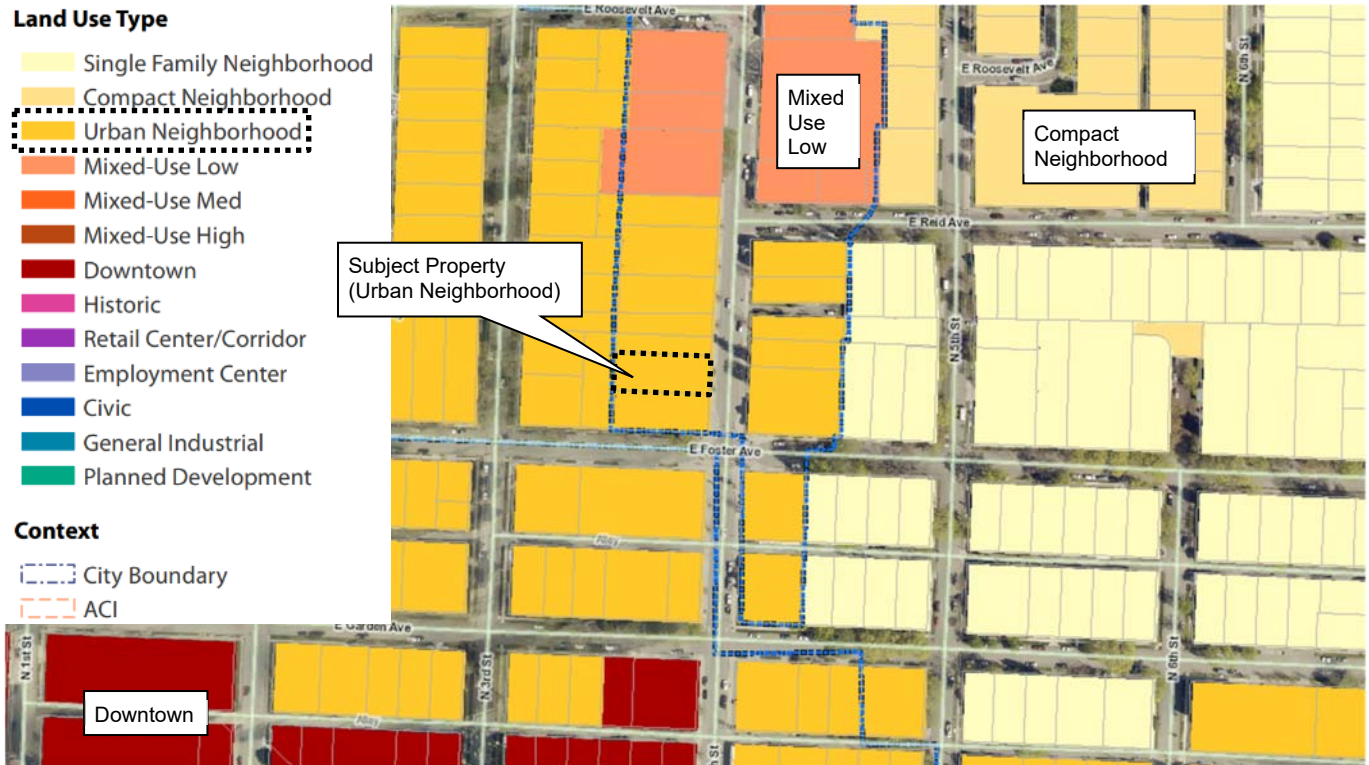 Land Use Type
Single Family Neighborhood
Compact Neighborhood
Urban Neighborhood
Mixed-Use Low
Mixed-Use Med
Mixed-Use High
Downtown
Historic
Retail Center/Corridor
Employment Center
Civic
General Industrial
Planned Development
Context
City Boundary
ACI
E Roosevelt Ave
N 6th St
E Roosevelt Ave
Mixed
Use
Low
Compact
Neighborhood
E Reid Ave
Subject Property
(Urban Neighborhood)
N 5th St
E Foster Ave
Alley
E Garden Ave
N 1st St
N 3rd St
N 6th St
Downtown
Alley